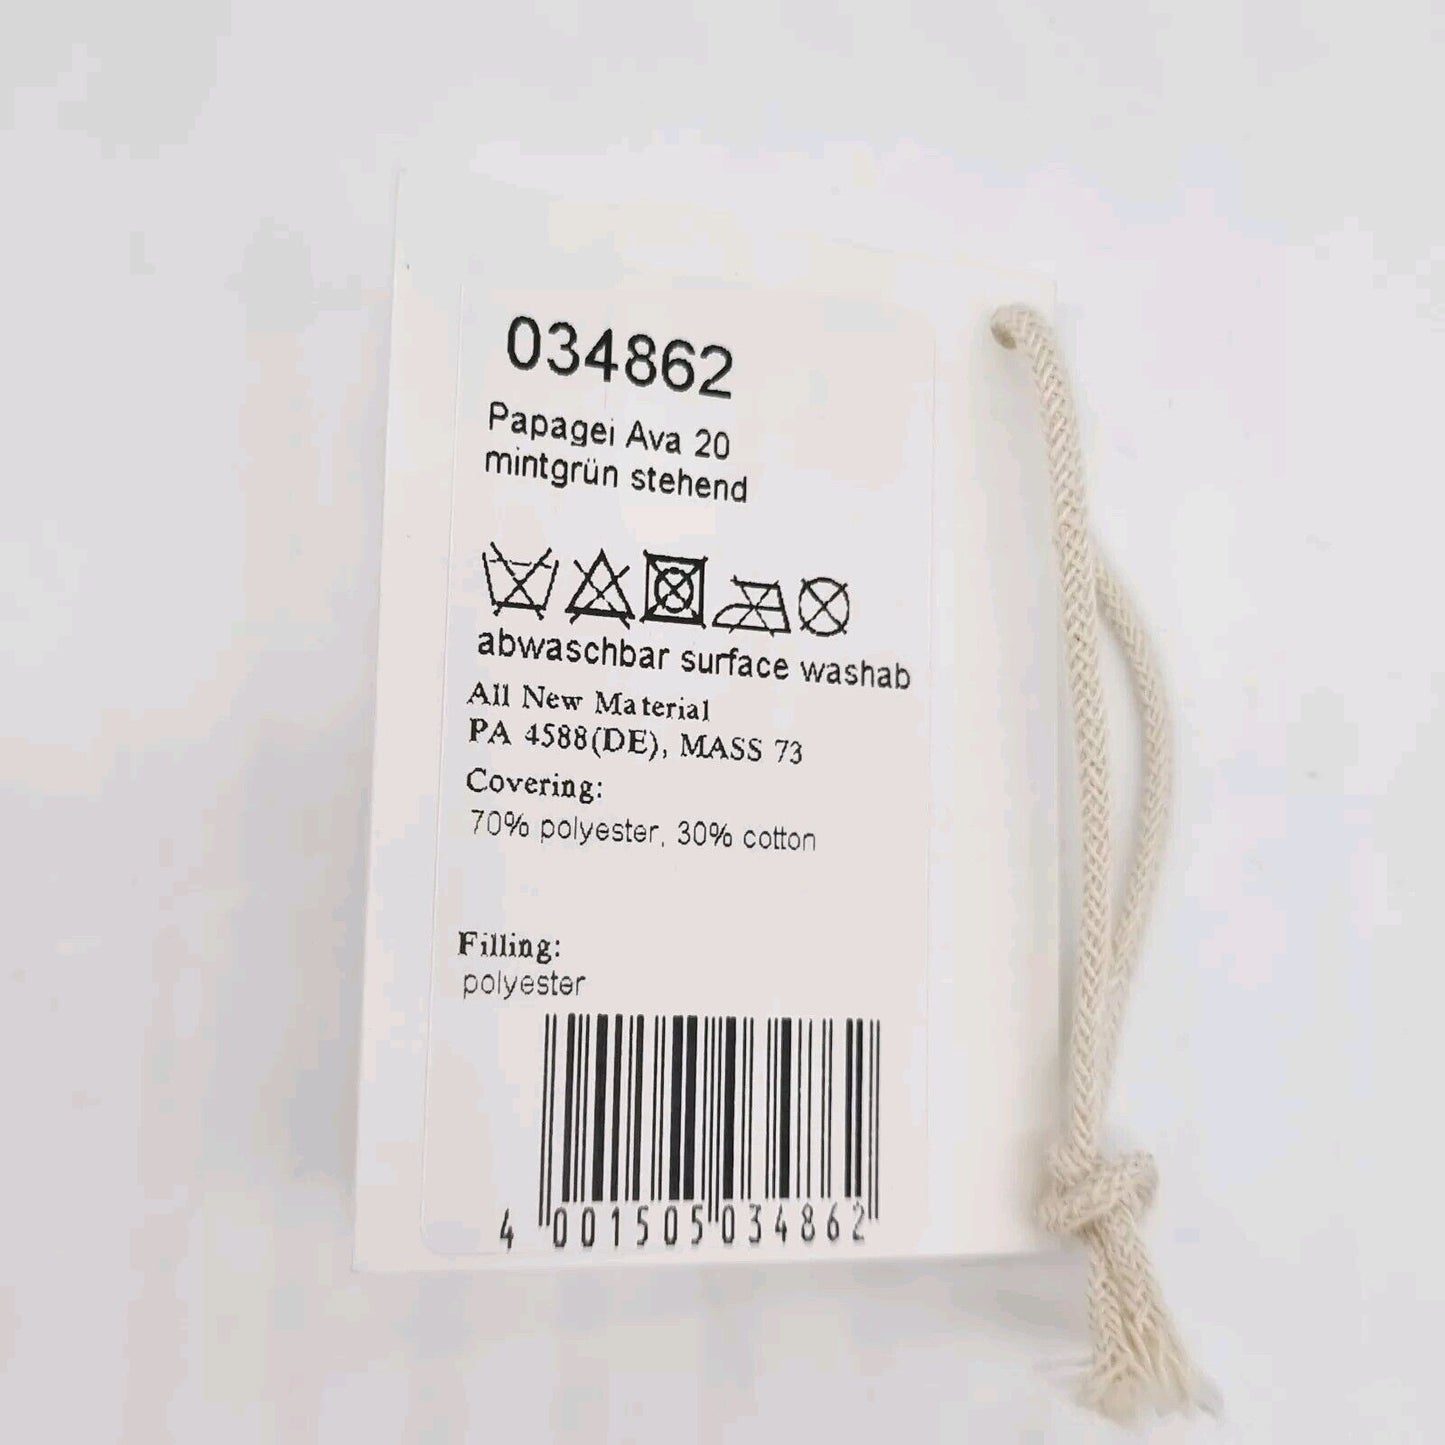 034862
Papagei Ava 20
mintgrün stehend
abwaschbar surface washab
All New Material
PA 4588(DE), MASS 73
Covering:
70% polyester, 30% cotton
Filling:
polyester
4 001505 034862